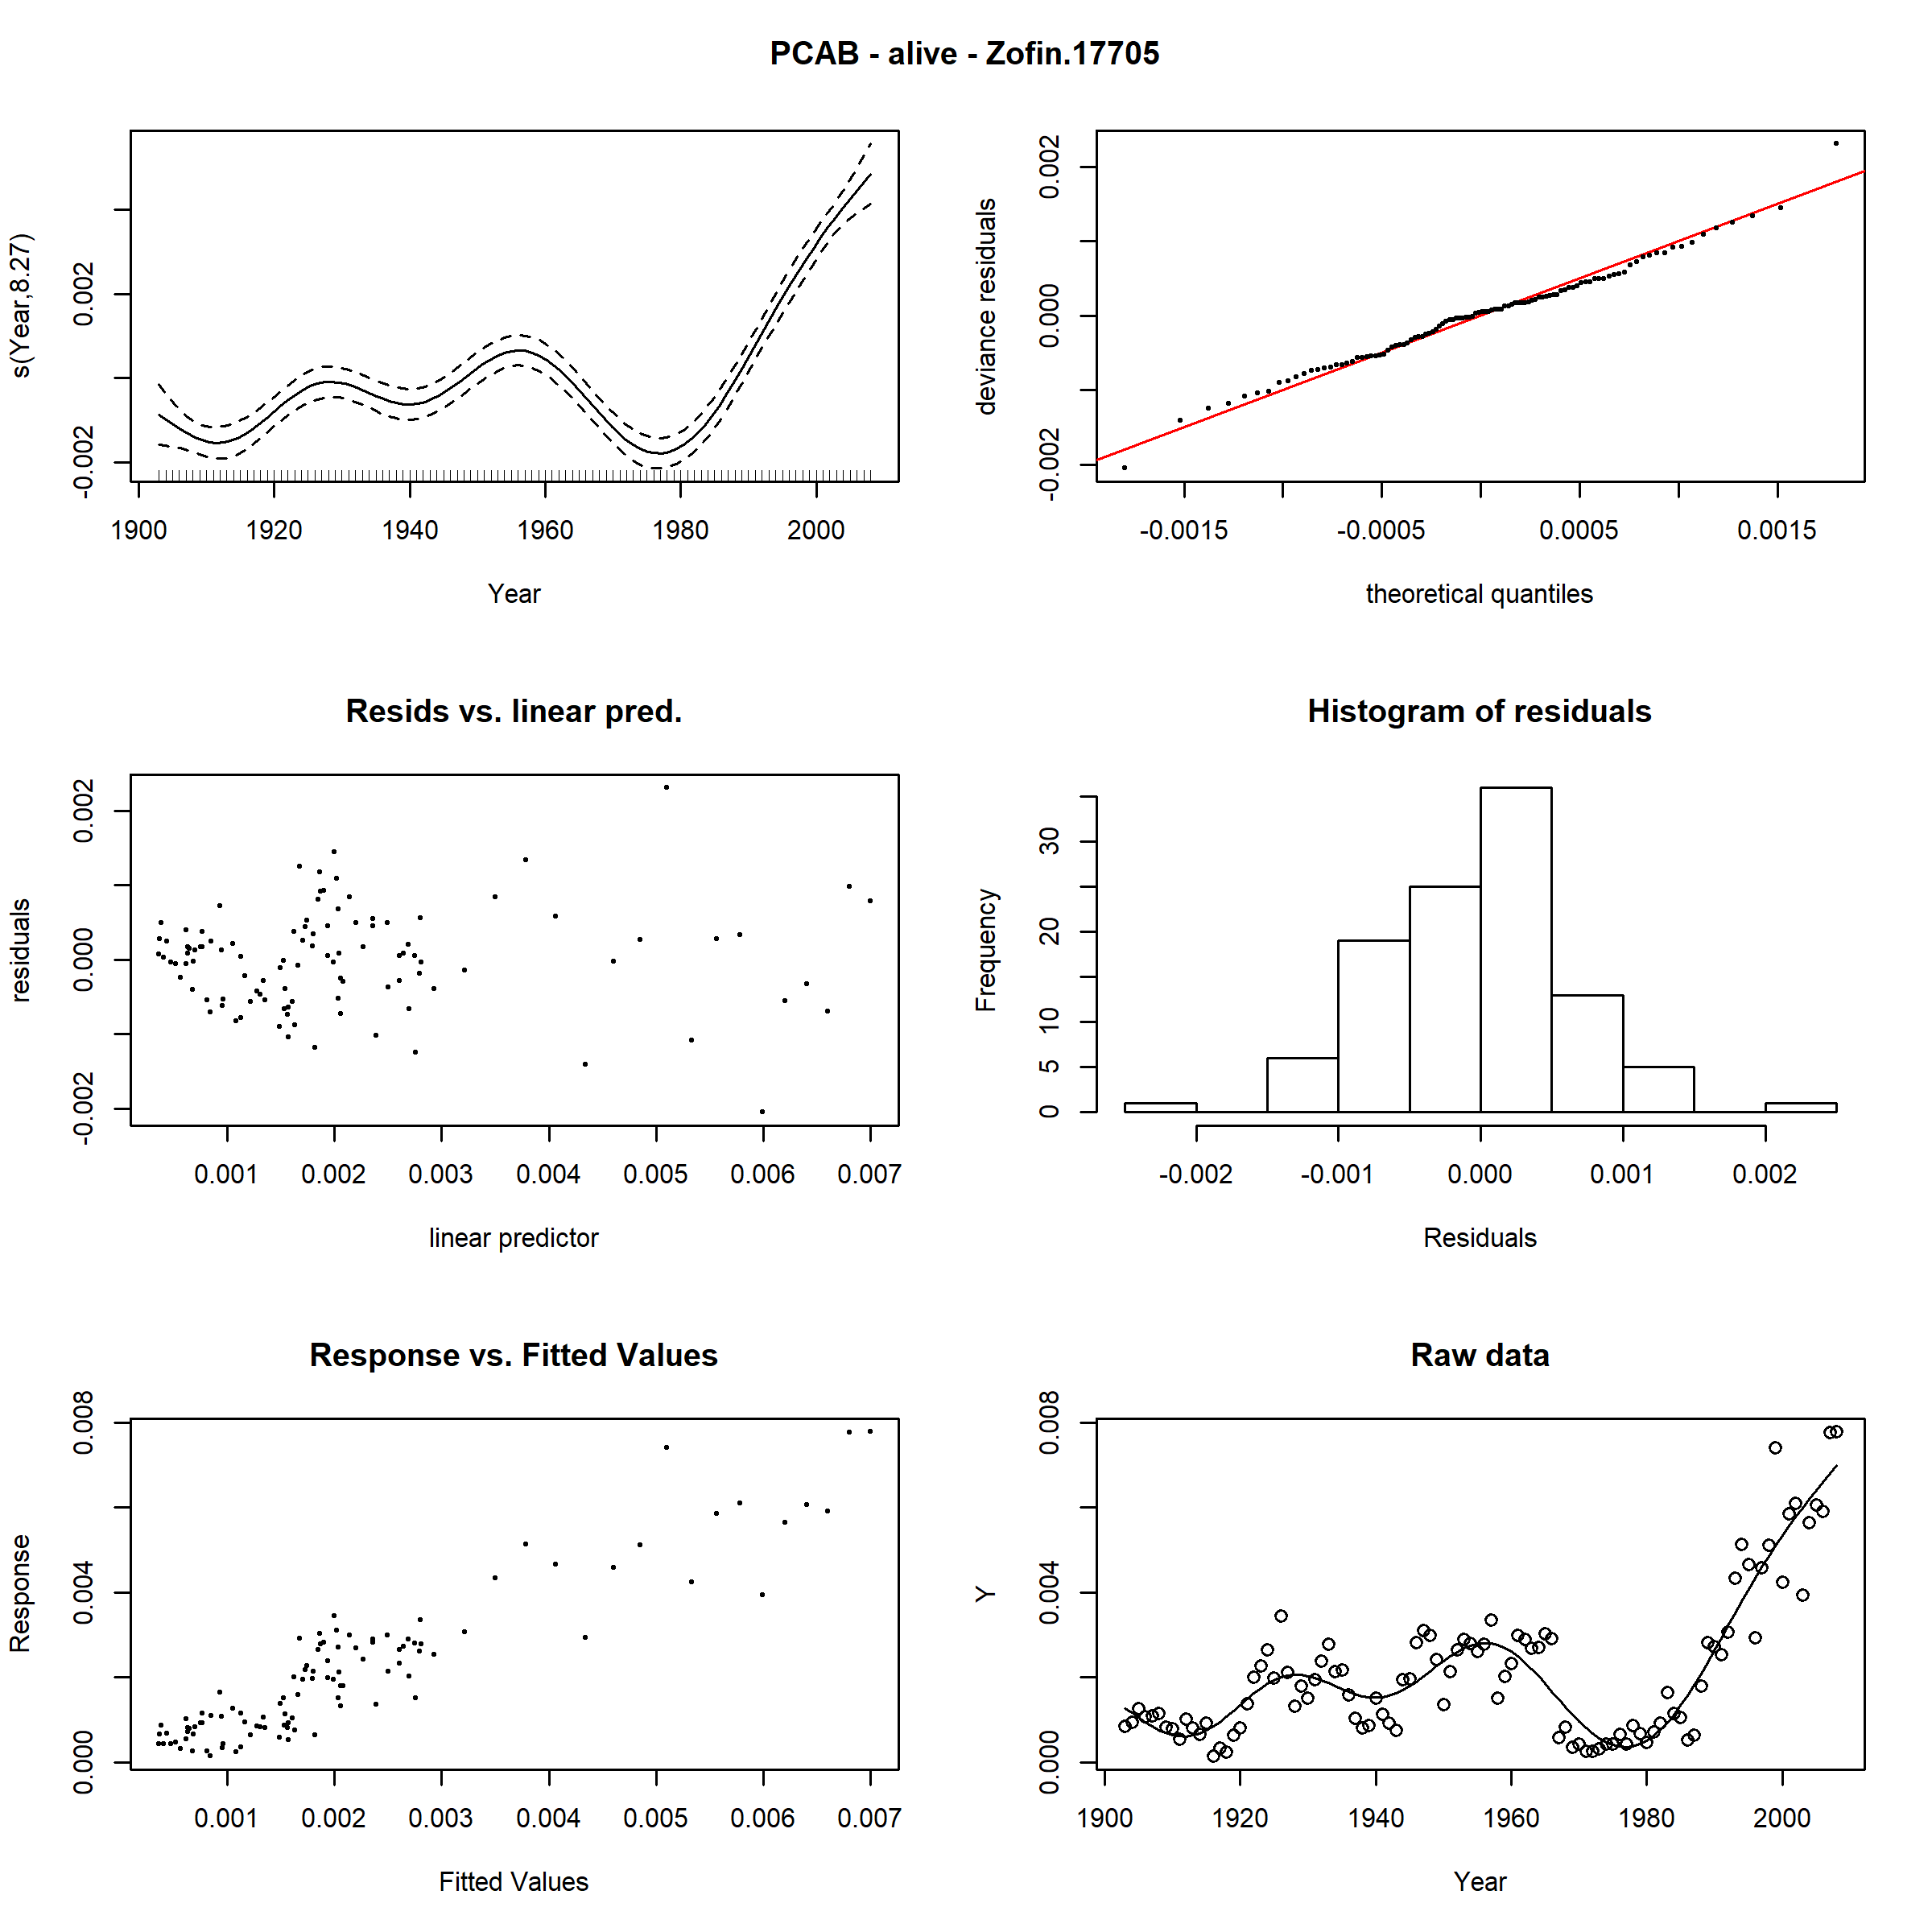 PCAB - alive - Zofin.17705
s(Year,8.27)
-0.002 0.002
1900 1920 1940 1960 1980 2000
Year
deviance residuals
-0.002 0.000 0.002
-0.0015 -0.0005 0.0005 0.0015
theoretical quantiles
Resids vs. linear pred.
residuals
-0.002 0.000 0.002
0.001 0.002 0.003 0.004 0.005 0.006 0.007
linear predictor
Histogram of residuals
Frequency
0 5 10 20 30
-0.002 -0.001 0.000 0.001 0.002
Residuals
Response vs. Fitted Values
Response
0.000 0.004 0.008
0.001 0.002 0.003 0.004 0.005 0.006 0.007
Fitted Values
Raw data
Y
0.000 0.004 0.008
1900 1920 1940 1960 1980 2000
Year